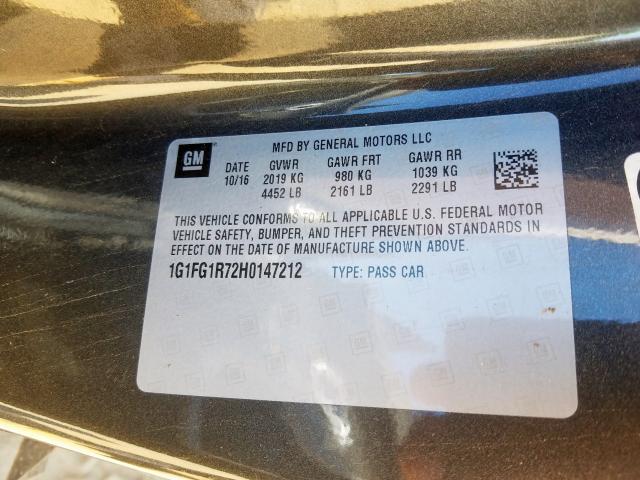 GM
MFD BY GENERAL MOTORS LLC
DATE GVWR GAWR FRT GAWR RR
10/16 2019 KG 980 KG 1039 KG
4452 LB 2161 LB 2291 LB
THIS VEHICLE CONFORMS TO ALL APPLICABLE U.S. FEDERAL MOTOR
VEHICLE SAFETY, BUMPER, AND THEFT PREVENTION STANDARDS IN
EFFECT ON THE DATE OF MANUFACTURE SHOWN ABOVE.
1G1FG1R72H0147212 TYPE: PASS CAR